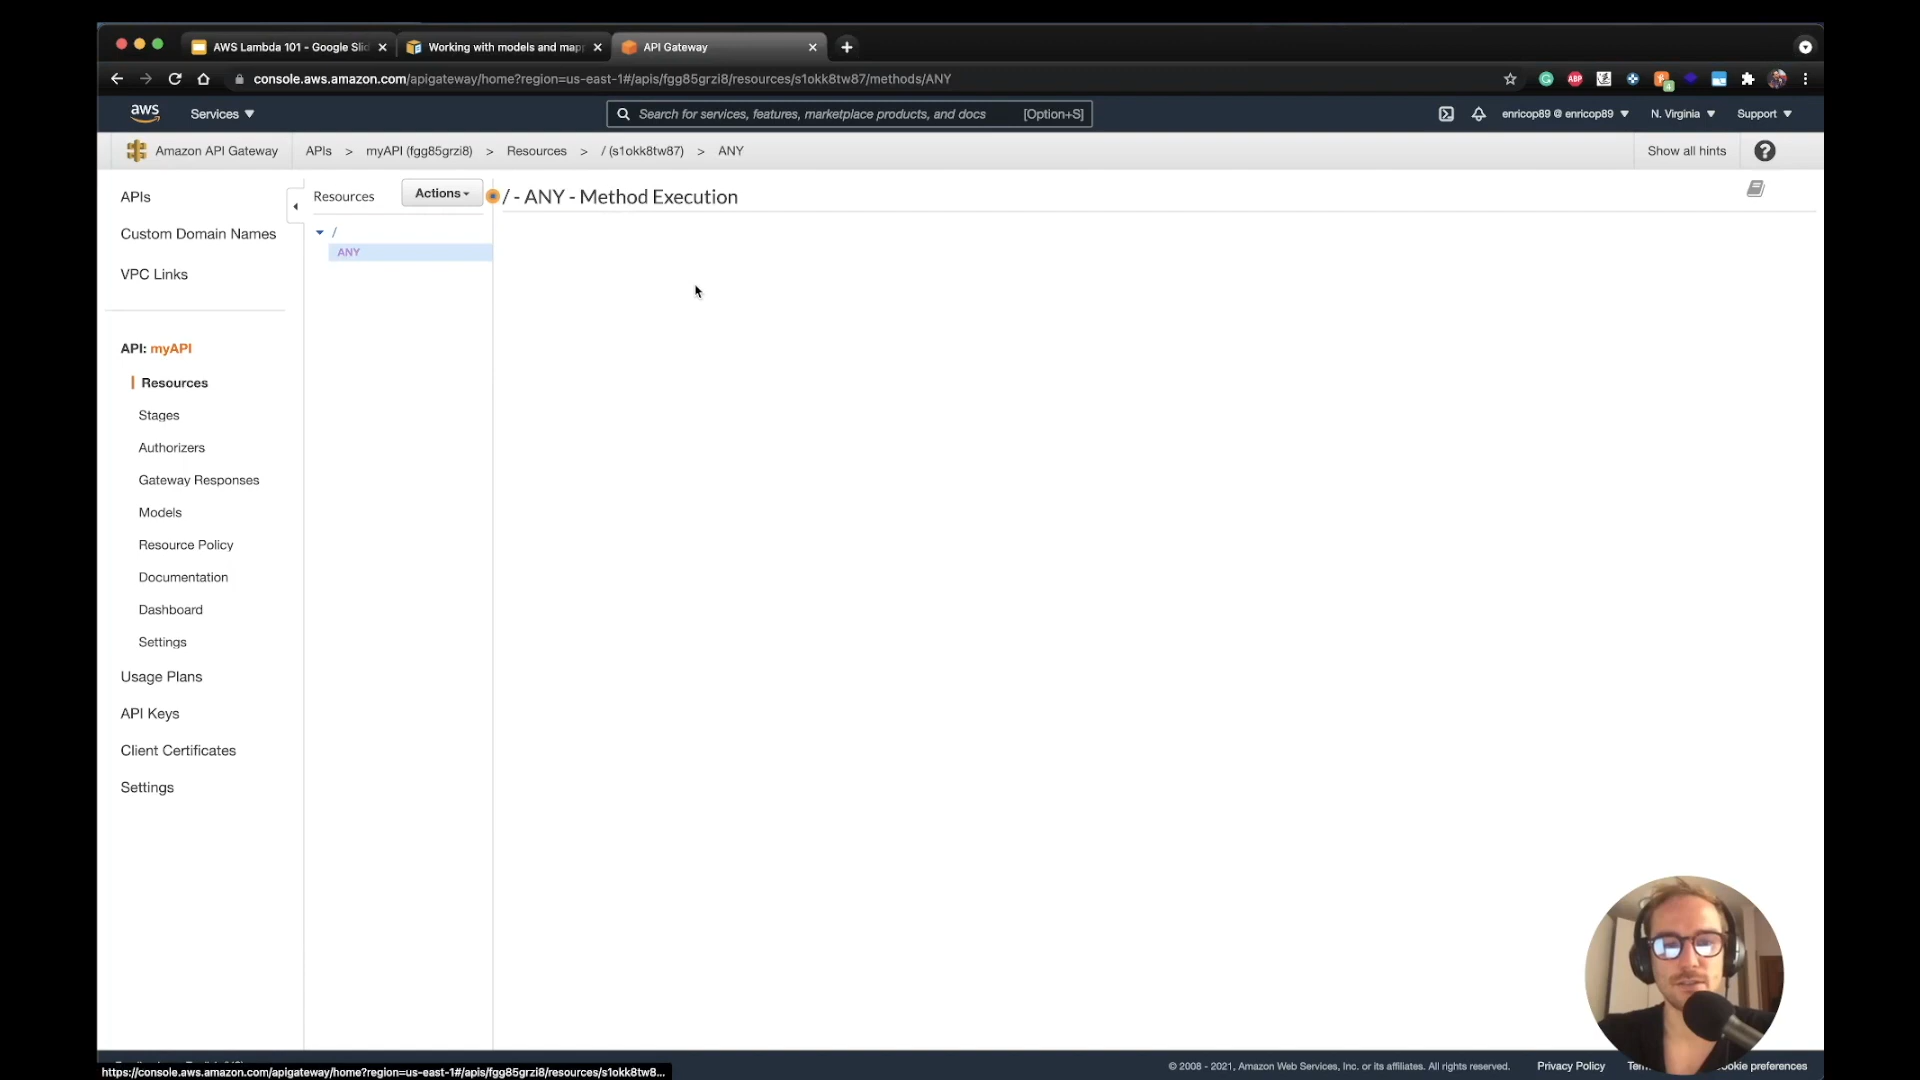 AWS Lambda 101 - Google Slid
Working with models and map
API Gateway
console.aws.amazon.com/apigateway/home?region=us-east-1#/apis/fgg85grzi8/resources/s1okk8tw87/methods/ANY
ABP
aws
Services
Search for services, features, marketplace products, and docs
[Option+S]
enricop89 @ enricop89
N. Virginia
Support
Amazon API Gateway
APIs > myAPI (fgg85grzi8) > Resources > / (s1okk8tw87) > ANY
Show all hints
?
APIs
Custom Domain Names
VPC Links
API: myAPI
Resources
Stages
Authorizers
Gateway Responses
Models
Resource Policy
Documentation
Dashboard
Settings
Usage Plans
API Keys
Client Certificates
Settings
Resources
Actions
/
ANY
/ - ANY - Method Execution
https://console.aws.amazon.com/apigateway/home?region=us-east-1#/apis/fgg85grzi8/resources/s1okk8tw8...
© 2008 - 2021, Amazon Web Services, Inc. or its affiliates. All rights reserved.
Privacy Policy
preferences